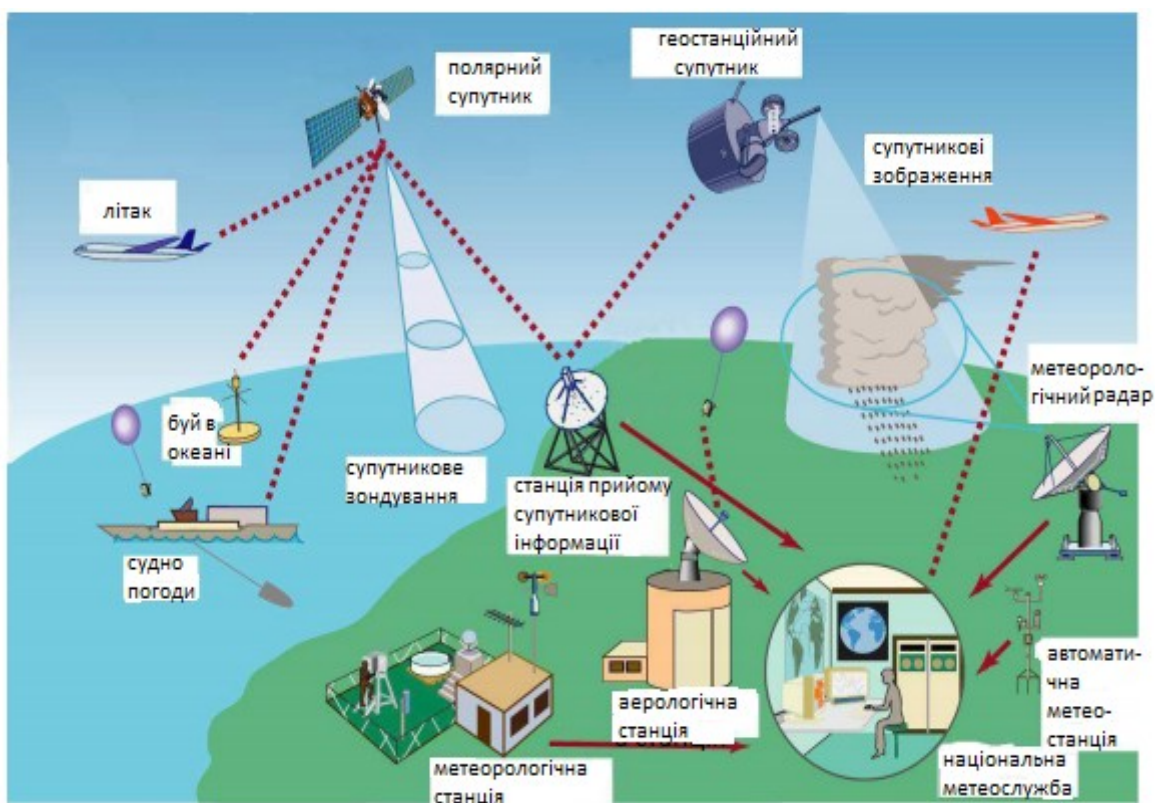 геостанційний
супутник
полярний
супутник
супутникові
зображення
літак
метеороло-
гічний радар
буй в
океані
супутникове
зондування
станція прийому
супутникової
інформації
судно
погоди
автомати-
чна
метео-
станція
аерологічна
станція
національна
метеослужба
метеорологічна
станція